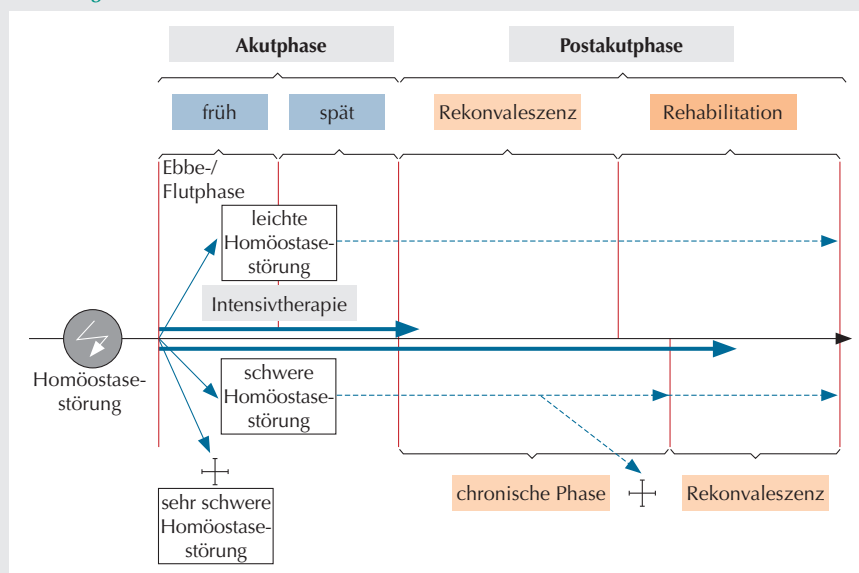 Akutphase
Postakutphase
früh
spät
Rekonvaleszenz
Rehabilitation
Ebbe-/
Flutphase
leichte
Homöostase-
störung
Intensivtherapie
Homöostase-
störung
schwere
Homöostase-
störung
sehr schwere
Homöostase-
störung
chronische Phase
Rekonvaleszenz